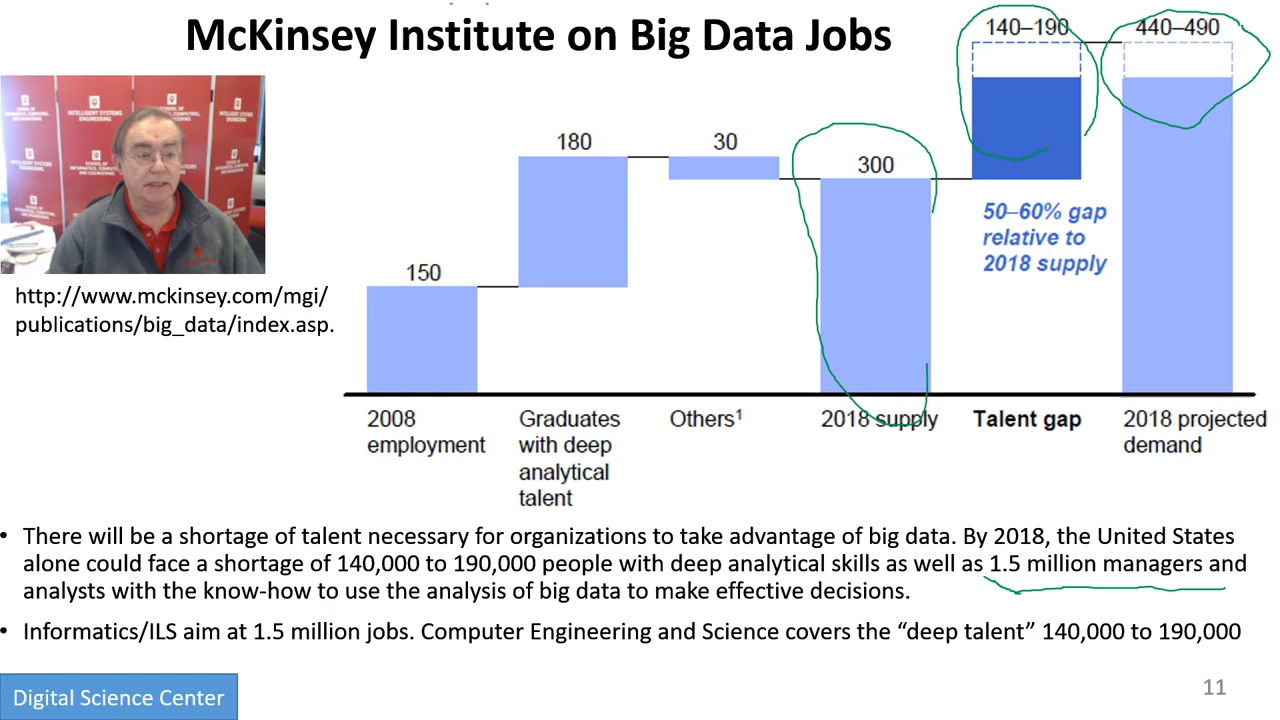 McKinsey Institute on Big Data Jobs
140–190
440–490
180
30
300
150
50–60% gap
relative to
2018 supply
http://www.mckinsey.com/mgi/
publications/big_data/index.asp.
2008
employment
Graduates
with deep
analytical
talent
Others¹
2018 supply
Talent gap
2018 projected
demand
• There will be a shortage of talent necessary for organizations to take advantage of big data. By 2018, the United States
alone could face a shortage of 140,000 to 190,000 people with deep analytical skills as well as 1.5 million managers and
analysts with the know-how to use the analysis of big data to make effective decisions.
• Informatics/ILS aim at 1.5 million jobs. Computer Engineering and Science covers the “deep talent” 140,000 to 190,000
Digital Science Center
11
INTELLIGENT SYSTEMS
ENGINEERING